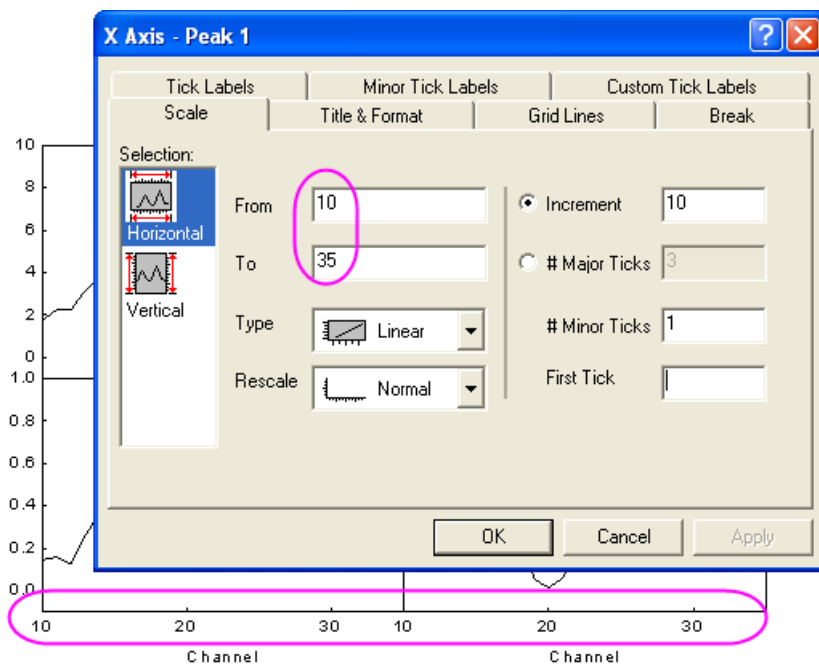 X Axis - Peak 1
Tick Labels
Minor Tick Labels
Custom Tick Labels
Scale
Title & Format
Grid Lines
Break
Selection:
Horizontal
Vertical
From 10
To 35
Type Linear
Rescale Normal
Increment 10
# Major Ticks 3
# Minor Ticks 1
First Tick
OK
Cancel
Apply
10
8
6
4
2
0
1.0
0.8
0.6
0.4
0.2
0.0
10 20 30 10 20 30
Channel Channel